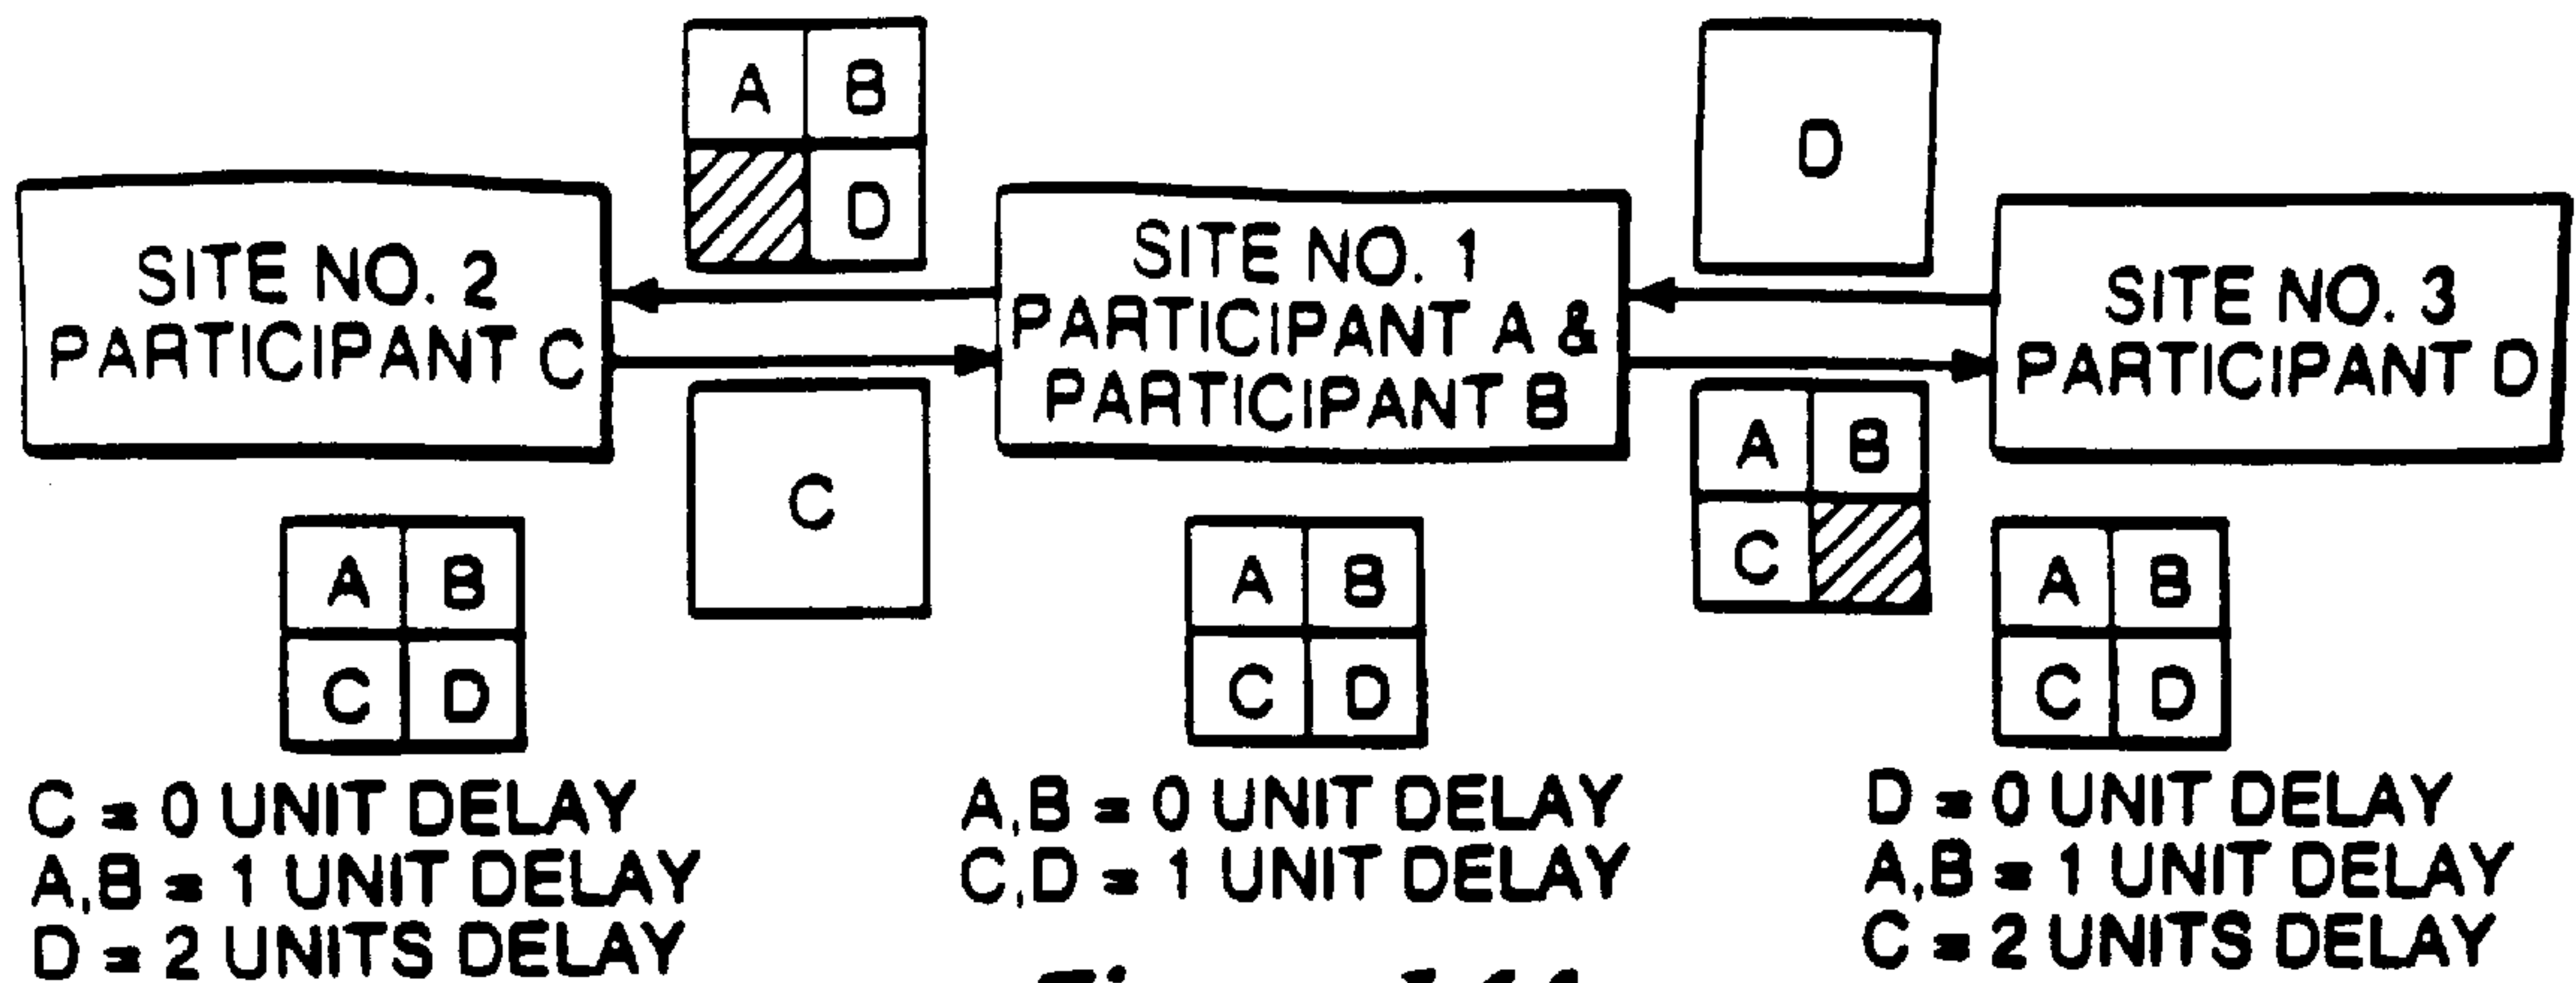 A B
D
D
SITE NO. 2
PARTICIPANT C
SITE NO. 1
PARTICIPANT A &
PARTICIPANT B
SITE NO. 3
PARTICIPANT D
C
A B
C
A B
C D
A B
C D
A B
C D
C = 0 UNIT DELAY
A,B = 1 UNIT DELAY
D = 2 UNITS DELAY
A,B = 0 UNIT DELAY
C,D = 1 UNIT DELAY
D = 0 UNIT DELAY
A,B = 1 UNIT DELAY
C = 2 UNITS DELAY